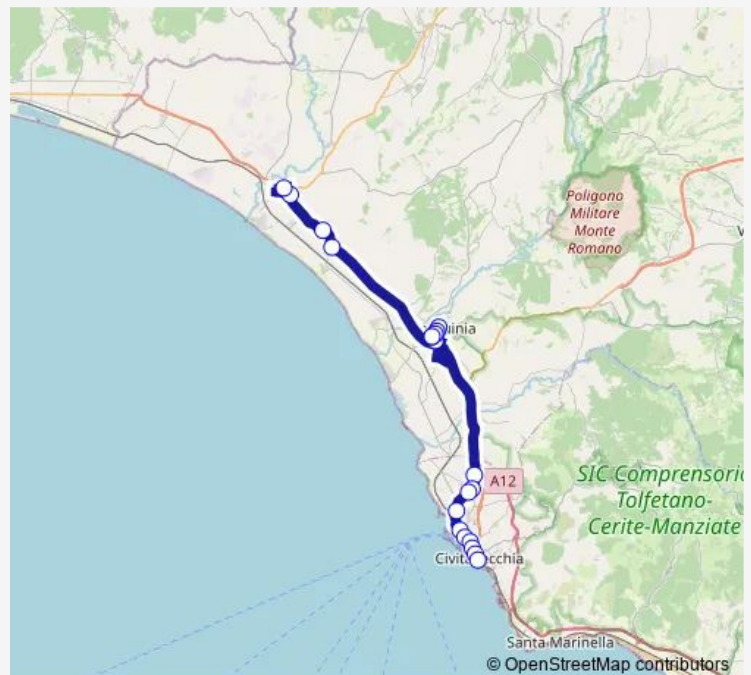 Poligono
Militare
Monte
Romano
A12
SIC Comprensorio
Tolfetano-
Cerite-Manziate
Santa Marinella
© OpenStreetMap contributors